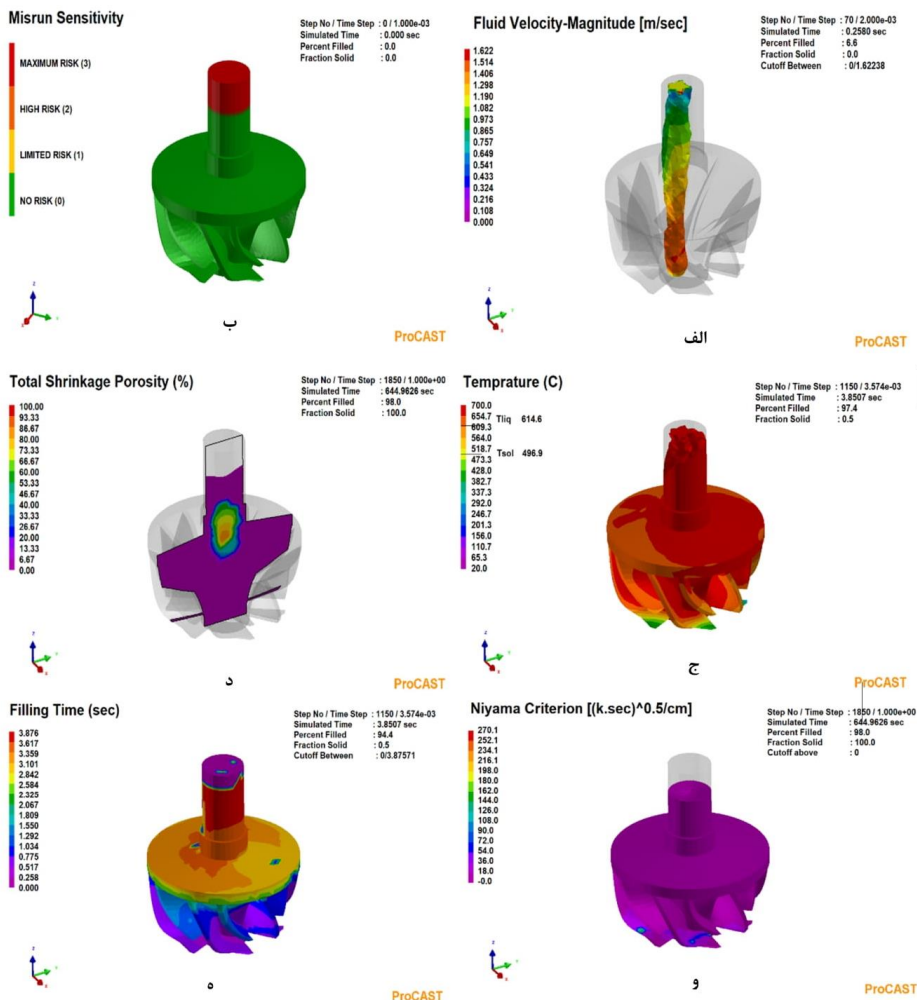 Misrun Sensitivity
Step No / Time Step : 0 / 1.000e-03
Simulated Time : 0.000 sec
Percent Filled : 0.0
Fraction Solid : 0.0
MAXIMUM RISK (3)
HIGH RISK (2)
LIMITED RISK (1)
NO RISK (0)
Z
Y
X
ب
ProCAST
Fluid Velocity-Magnitude [m/sec]
Step No / Time Step : 70 / 2.000e-03
Simulated Time : 0.2580 sec
Percent Filled : 6.6
Fraction Solid : 0.0
Cutoff Between : 0/1.62238
1.622
1.514
1.406
1.298
1.190
1.082
0.973
0.865
0.757
0.649
0.541
0.433
0.324
0.216
0.108
0.000
الف
ProCAST
Total Shrinkage Porosity (%)
Step No / Time Step : 1850 / 1.000e+00
Simulated Time : 644.9626 sec
Percent Filled : 98.0
Fraction Solid : 100.0
100.00
93.33
86.67
80.00
73.33
66.67
60.00
53.33
46.67
40.00
33.33
26.67
20.00
13.33
6.67
0.00
د
ProCAST
Temprature (C)
Step No / Time Step : 1150 / 3.574e-03
Simulated Time : 3.8507 sec
Percent Filled : 97.4
Fraction Solid : 0.5
700.0
654.7
609.3
564.0
518.7
473.3
428.0
382.7
337.3
292.0
246.7
201.3
156.0
110.7
65.3
20.0
Tliq 614.6
Tsol 496.9
ج
ProCAST
Filling Time (sec)
Step No / Time Step : 1150 / 3.574e-03
Simulated Time : 3.8507 sec
Percent Filled : 94.4
Fraction Solid : 0.5
Cutoff Between : 0/3.87571
3.876
3.617
3.359
3.101
2.842
2.584
2.325
2.067
1.809
1.550
1.292
1.034
0.775
0.517
0.258
0.000
ه
ProCAST
Niyama Criterion [(k.sec)^0.5/cm]
Step No / Time Step : 1850 / 1.000e+00
Simulated Time : 644.9626 sec
Percent Filled : 98.0
Fraction Solid : 100.0
Cutoff above : 0
270.1
252.1
234.1
216.1
198.0
180.0
162.0
144.0
126.0
108.0
90.0
72.0
54.0
36.0
18.0
-0.0
و
ProCAST